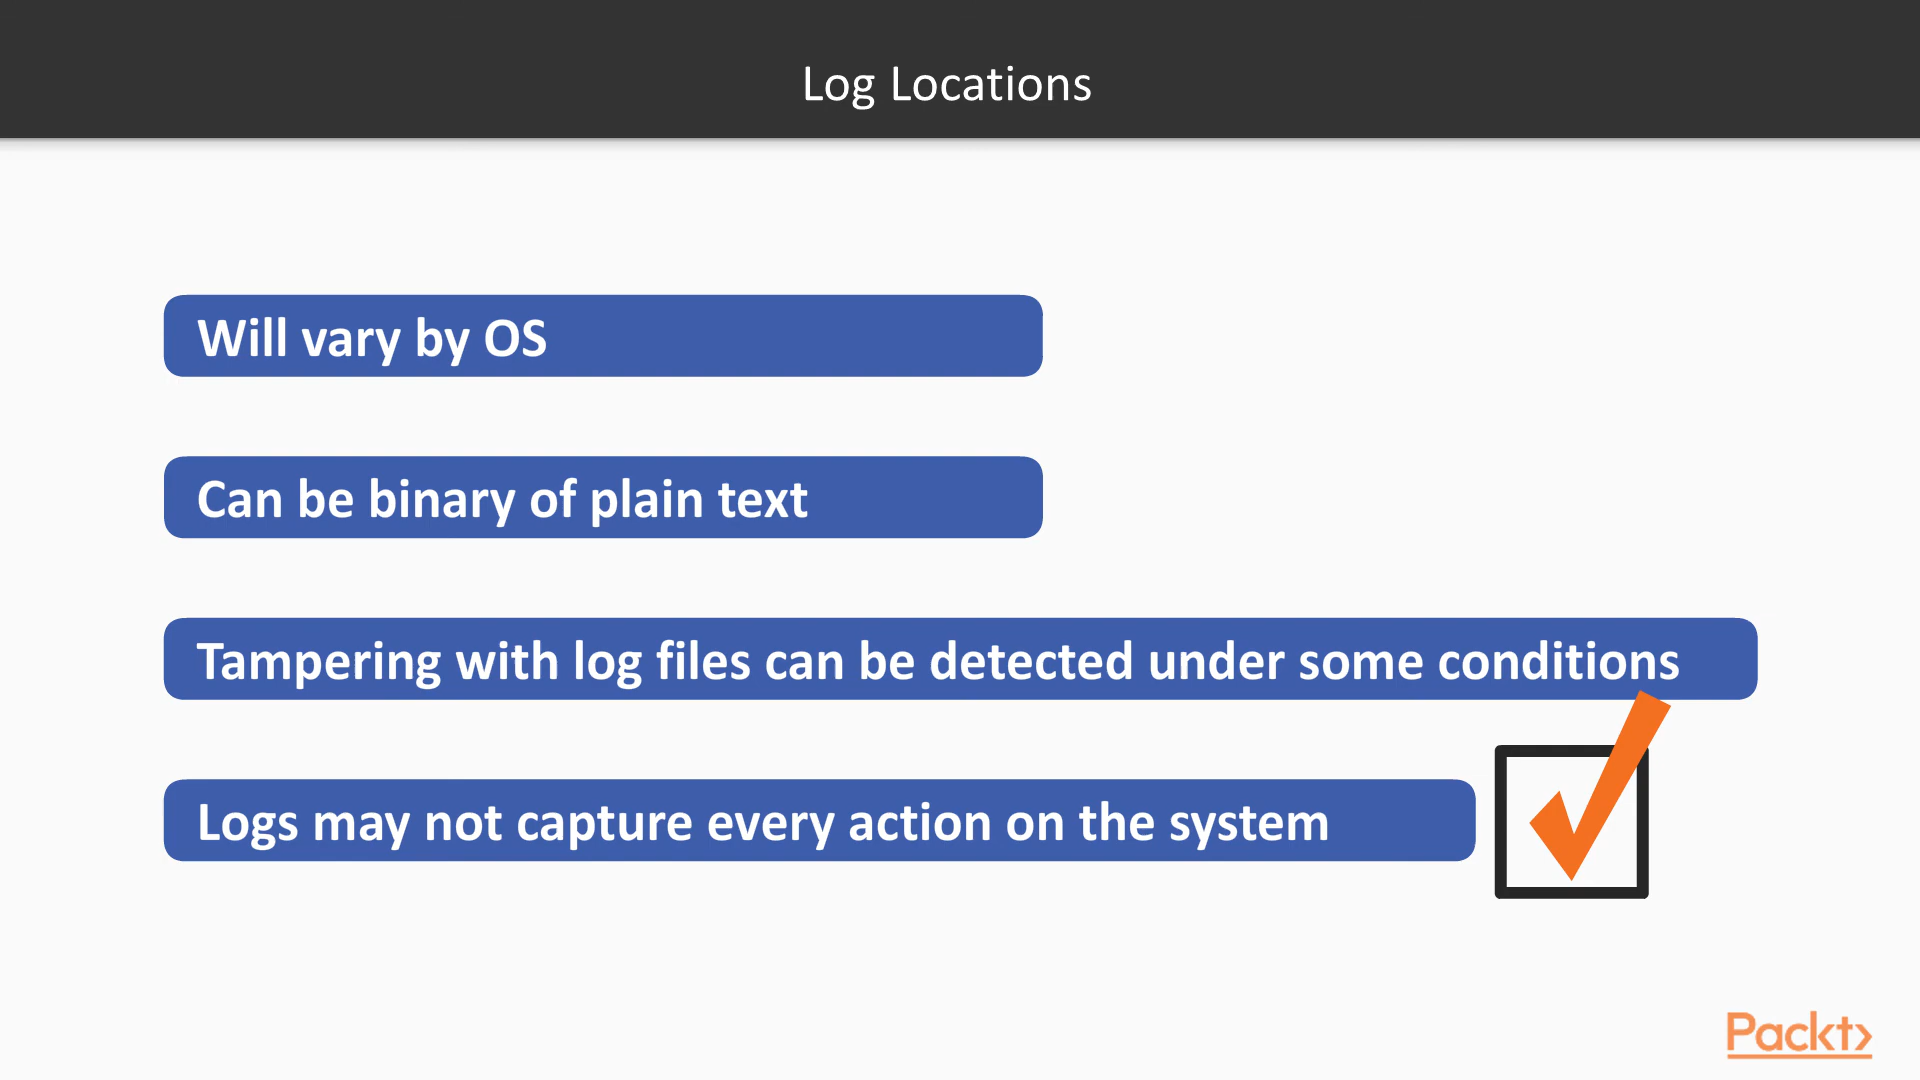 Log Locations
Will vary by OS
Can be binary of plain text
Tampering with log files can be detected under some conditions
Logs may not capture every action on the system
Packt>